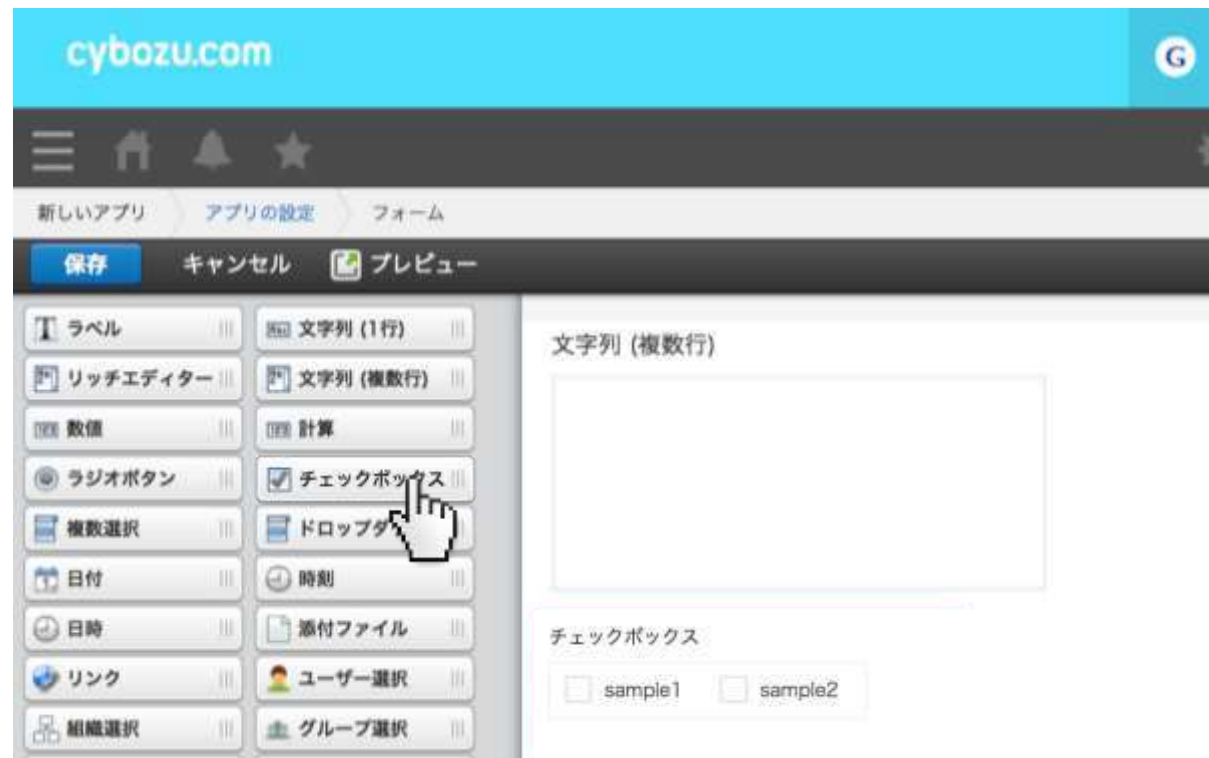 cybozu.com
G
新しいアプリ アプリの設定 フォーム
保存 キャンセル プレビュー
ラベル 文字列 (1行)
リッチエディター 文字列 (複数行)
数値 計算
ラジオボタン チェックボックス
複数選択 ドロップダ
日付 時刻
日時 添付ファイル
リンク ユーザー選択
組織選択 グループ選択
文字列 (複数行)
チェックボックス
sample1 sample2